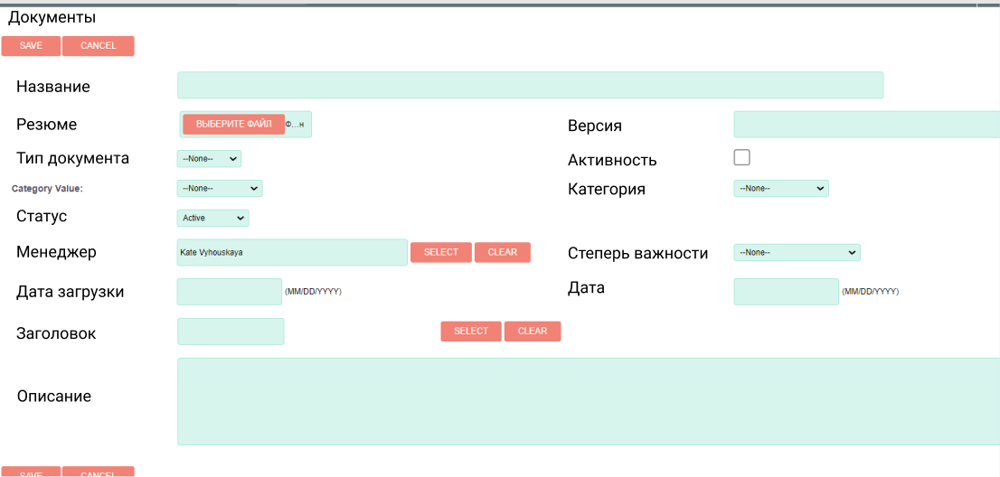 Документы
SAVE CANCEL
Название
Резюме ВЫБЕРИТЕ ФАЙЛ Ф...н Версия
Тип документа --None-- Активность
Category Value: --None-- Категория --None--
Статус Active
Менеджер Kate Vyhouskaya SELECT CLEAR Степерь важности --None--
Дата загрузки (MM/DD/YYYY) Дата (MM/DD/YYYY)
Заголовок SELECT CLEAR
Описание
SAVE CANCEL